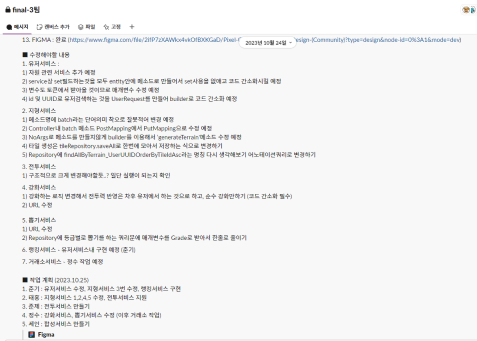 final-3팀
메시지 캔버스 추가 파일 고정 +
13. FIGMA : 완료 (https://www.figma.com/file/2IfP7zXAWkx4vkOfBXXGaD/Pixel- esign-(Community)?type=design&node-id=0%3A1&mode=dev)
2023년 10월 24일
■ 수정해야할 내용
1. 유저서비스 :
1) 자원 관련 서비스 추가 예정
2) service상 set빌드하는것을 모두 entity안에 메소드로 만들어서 set사용을 없애고 코드 간소화시킬 예정
3) 변수도 토큰에서 받아올 것이므로 매개변수 수정 예정
4) id 및 UUID로 유저검색하는 것을 UserRequest를 만들어 builder로 코드 간소화 예정
2. 지형서비스
1) 메소드명에 batch라는 단어의미 착오로 잘못적어 변경 예정
2) Controller내 batch 메소드 PostMapping에서 PutMapping으로 수정 예정
3) NoArgs로 메소드를 만들지않게 builder를 이용해서 'generateTerrain'메소드 수정 예정
4) 타일 생성은 tileRepository.saveAll로 한번에 모아서 저장하는 식으로 변경하기
5) Repository에 findAllByTerrain_UserUUIDOrderByTileIdAsc라는 명칭 다시 생각해보기 어노테이션쿼리로 변경하기
3. 전투서비스
1) 구조적으로 크게 변경해야할듯..? 일단 실행이 되는지 확인
4. 강화서비스
1) 강화하는 로직 변경해서 전투력 반영은 차후 유저에서 하는 것으로 하고, 순수 강화만하기 (코드 간소화 필수)
2) URL 수정
5. 뽑기서비스
1) URL 수정
2) Repository에 등급별로 뽑기를 하는 쿼리문에 매개변수를 Grade로 받아서 한줄로 줄이기
6. 랭킹서비스 - 유저서비스내 구현 예정 (준기)
7. 거래소서비스 - 정수 작업 예정
■ 작업 계획 (2023.10.25)
1. 준기 : 유저서비스 수정, 지형서비스 3번 수정, 랭킹서비스 구현
2. 태홍 : 지형서비스 1,2,4,5 수정, 전투서비스 지원
3. 훈제 : 전투서비스 만들기
4. 정수 : 강화서비스, 뽑기서비스 수정 (이후 거래소 작업)
5. 세인 : 합성서비스 만들기
Figma